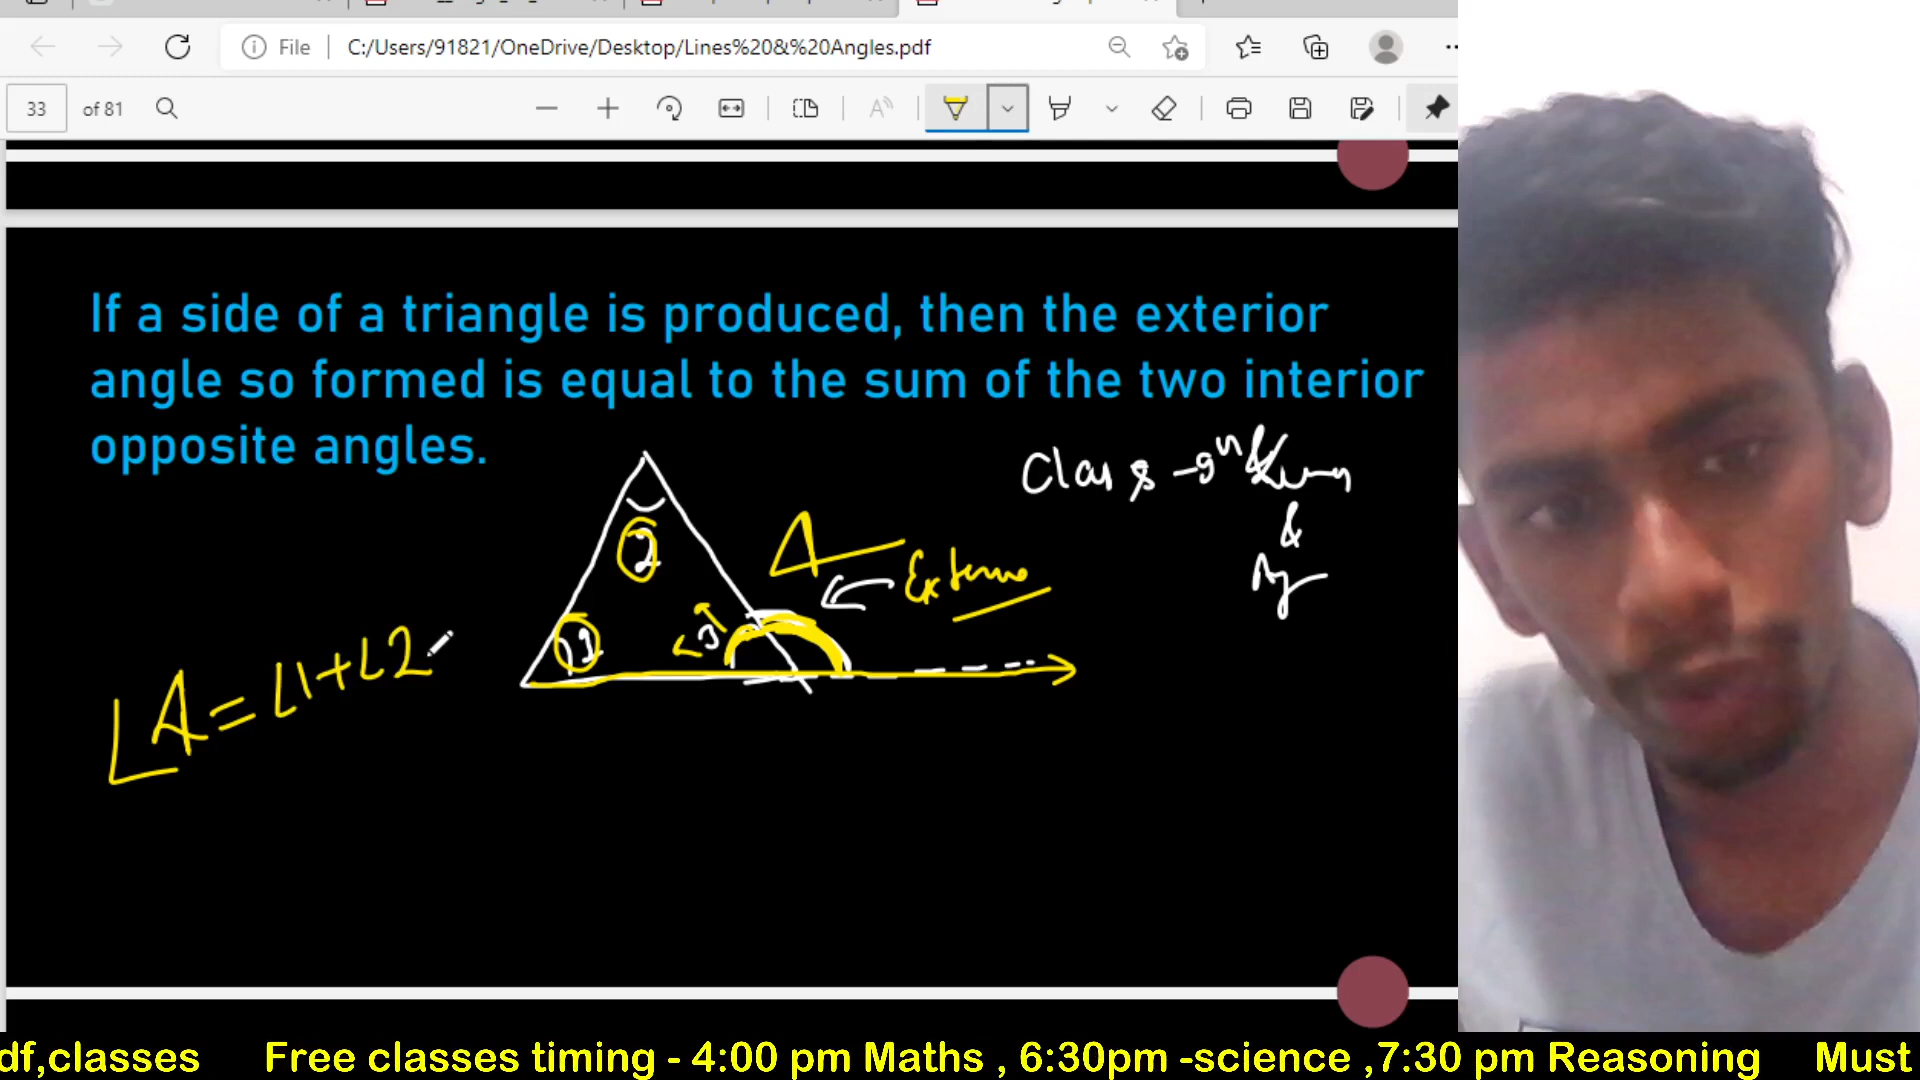 File | C:/Users/91821/OneDrive/Desktop/Lines%20&%20Angles.pdf
33 of 81
If a side of a triangle is produced, then the exterior
angle so formed is equal to the sum of the two interior
opposite angles.
Class -9
&
2
A
1
3
∠A=∠1+∠2
df,classes Free classes timing - 4:00 pm Maths , 6:30pm -science ,7:30 pm Reasoning Must